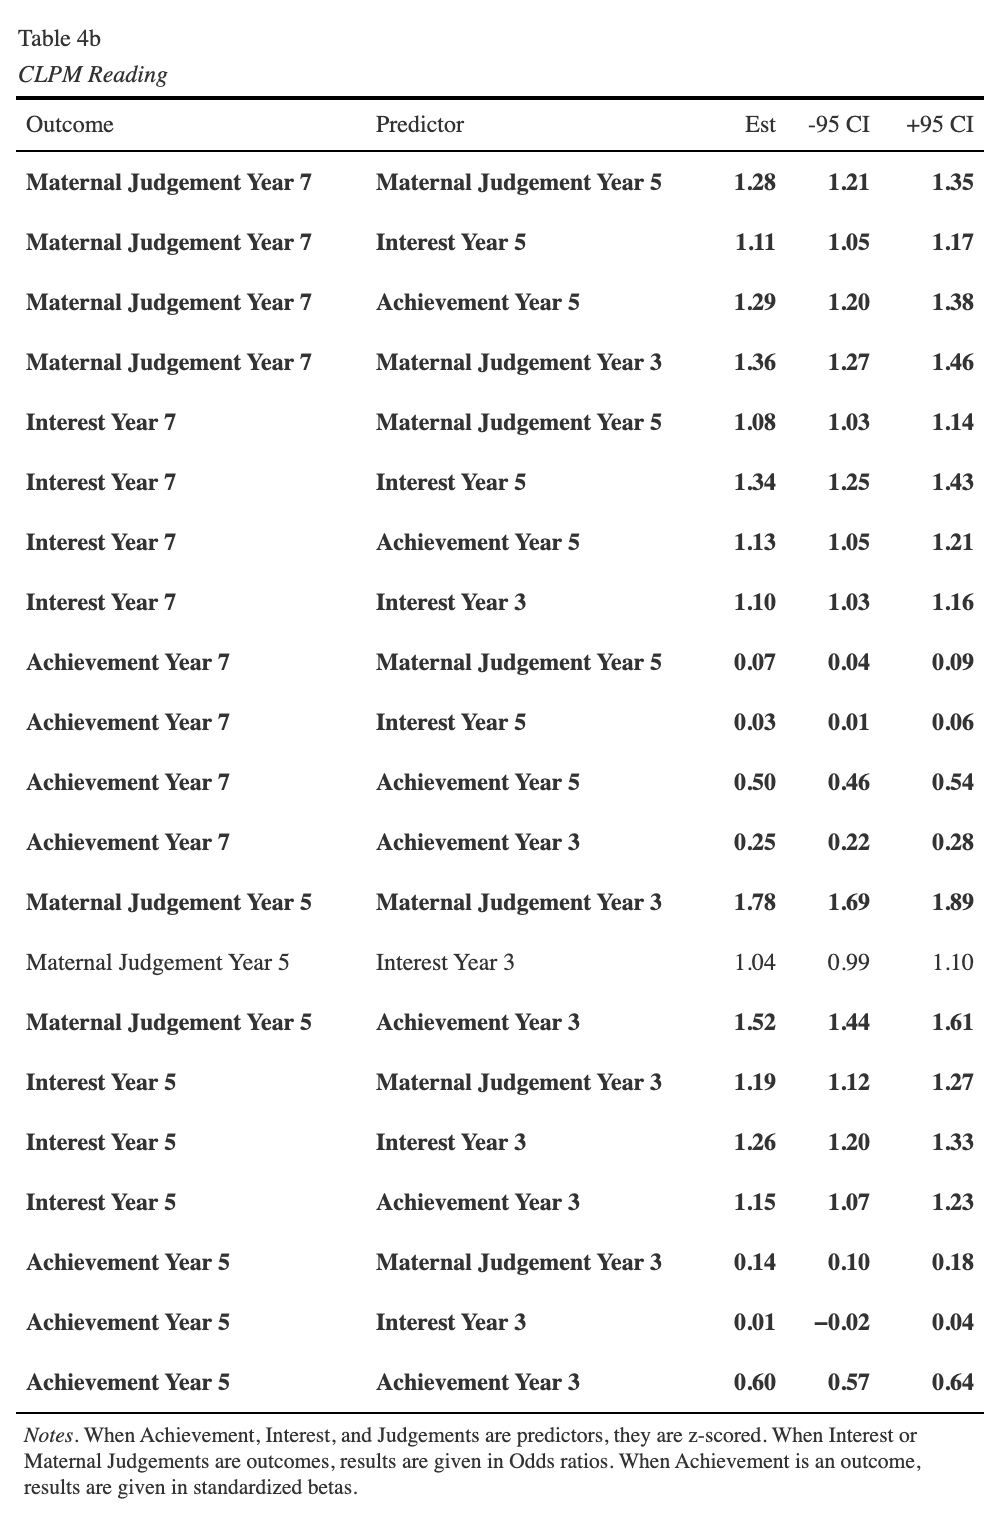 Table 4b
CLPM Reading
Outcome Predictor Est -95 CI +95 CI
Maternal Judgement Year 7 Maternal Judgement Year 5 1.28 1.21 1.35
Maternal Judgement Year 7 Interest Year 5 1.11 1.05 1.17
Maternal Judgement Year 7 Achievement Year 5 1.29 1.20 1.38
Maternal Judgement Year 7 Maternal Judgement Year 3 1.36 1.27 1.46
Interest Year 7 Maternal Judgement Year 5 1.08 1.03 1.14
Interest Year 7 Interest Year 5 1.34 1.25 1.43
Interest Year 7 Achievement Year 5 1.13 1.05 1.21
Interest Year 7 Interest Year 3 1.10 1.03 1.16
Achievement Year 7 Maternal Judgement Year 5 0.07 0.04 0.09
Achievement Year 7 Interest Year 5 0.03 0.01 0.06
Achievement Year 7 Achievement Year 5 0.50 0.46 0.54
Achievement Year 7 Achievement Year 3 0.25 0.22 0.28
Maternal Judgement Year 5 Maternal Judgement Year 3 1.78 1.69 1.89
Maternal Judgement Year 5 Interest Year 3 1.04 0.99 1.10
Maternal Judgement Year 5 Achievement Year 3 1.52 1.44 1.61
Interest Year 5 Maternal Judgement Year 3 1.19 1.12 1.27
Interest Year 5 Interest Year 3 1.26 1.20 1.33
Interest Year 5 Achievement Year 3 1.15 1.07 1.23
Achievement Year 5 Maternal Judgement Year 3 0.14 0.10 0.18
Achievement Year 5 Interest Year 3 0.01 −0.02 0.04
Achievement Year 5 Achievement Year 3 0.60 0.57 0.64
Notes. When Achievement, Interest, and Judgements are predictors, they are z-scored. When Interest or
Maternal Judgements are outcomes, results are given in Odds ratios. When Achievement is an outcome,
results are given in standardized betas.